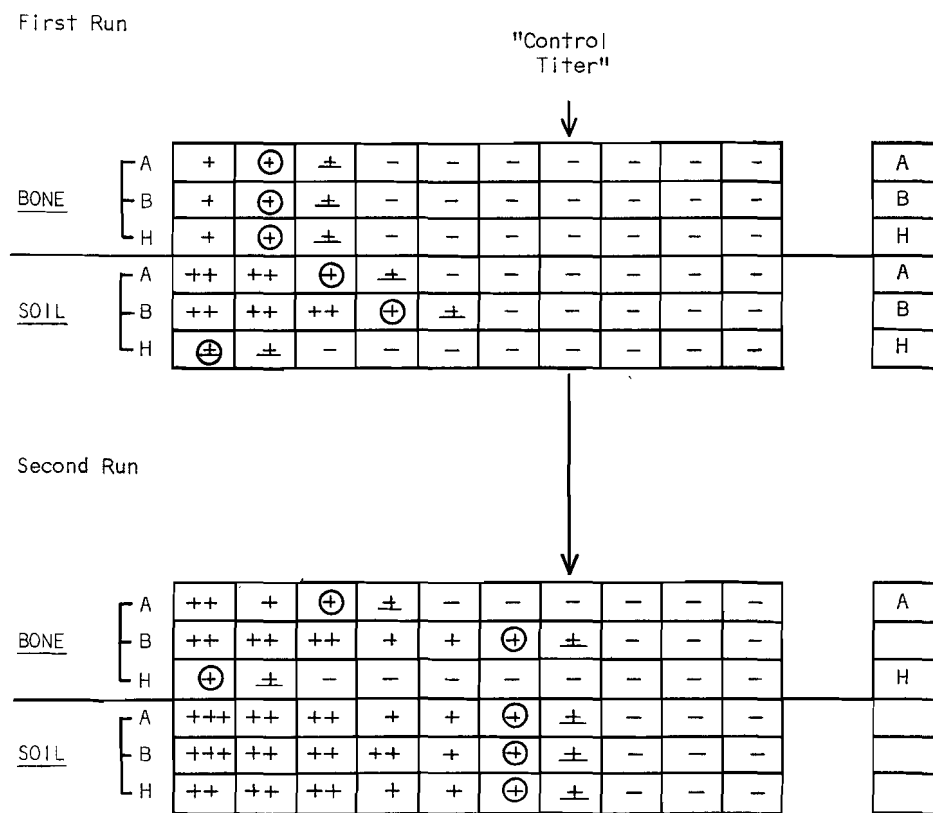 First Run
"Control
Titer"
BONE
A + ⊕ ± - - - - - - - A
B + ⊕ ± - - - - - - - B
H + ⊕ ± - - - - - - - H
SOIL
A ++ ++ ⊕ ± - - - - - - A
B ++ ++ ++ ⊕ ± - - - - - B
H ⊕ ± - - - - - - - - H
Second Run
BONE
A ++ + ⊕ ± - - - - - - A
B ++ ++ ++ + + ⊕ ± - - -
H ⊕ ± - - - - - - - - H
SOIL
A +++ ++ ++ + + ⊕ ± - - -
B +++ ++ ++ ++ + ⊕ ± - - -
H ++ ++ ++ + + ⊕ ± - - -